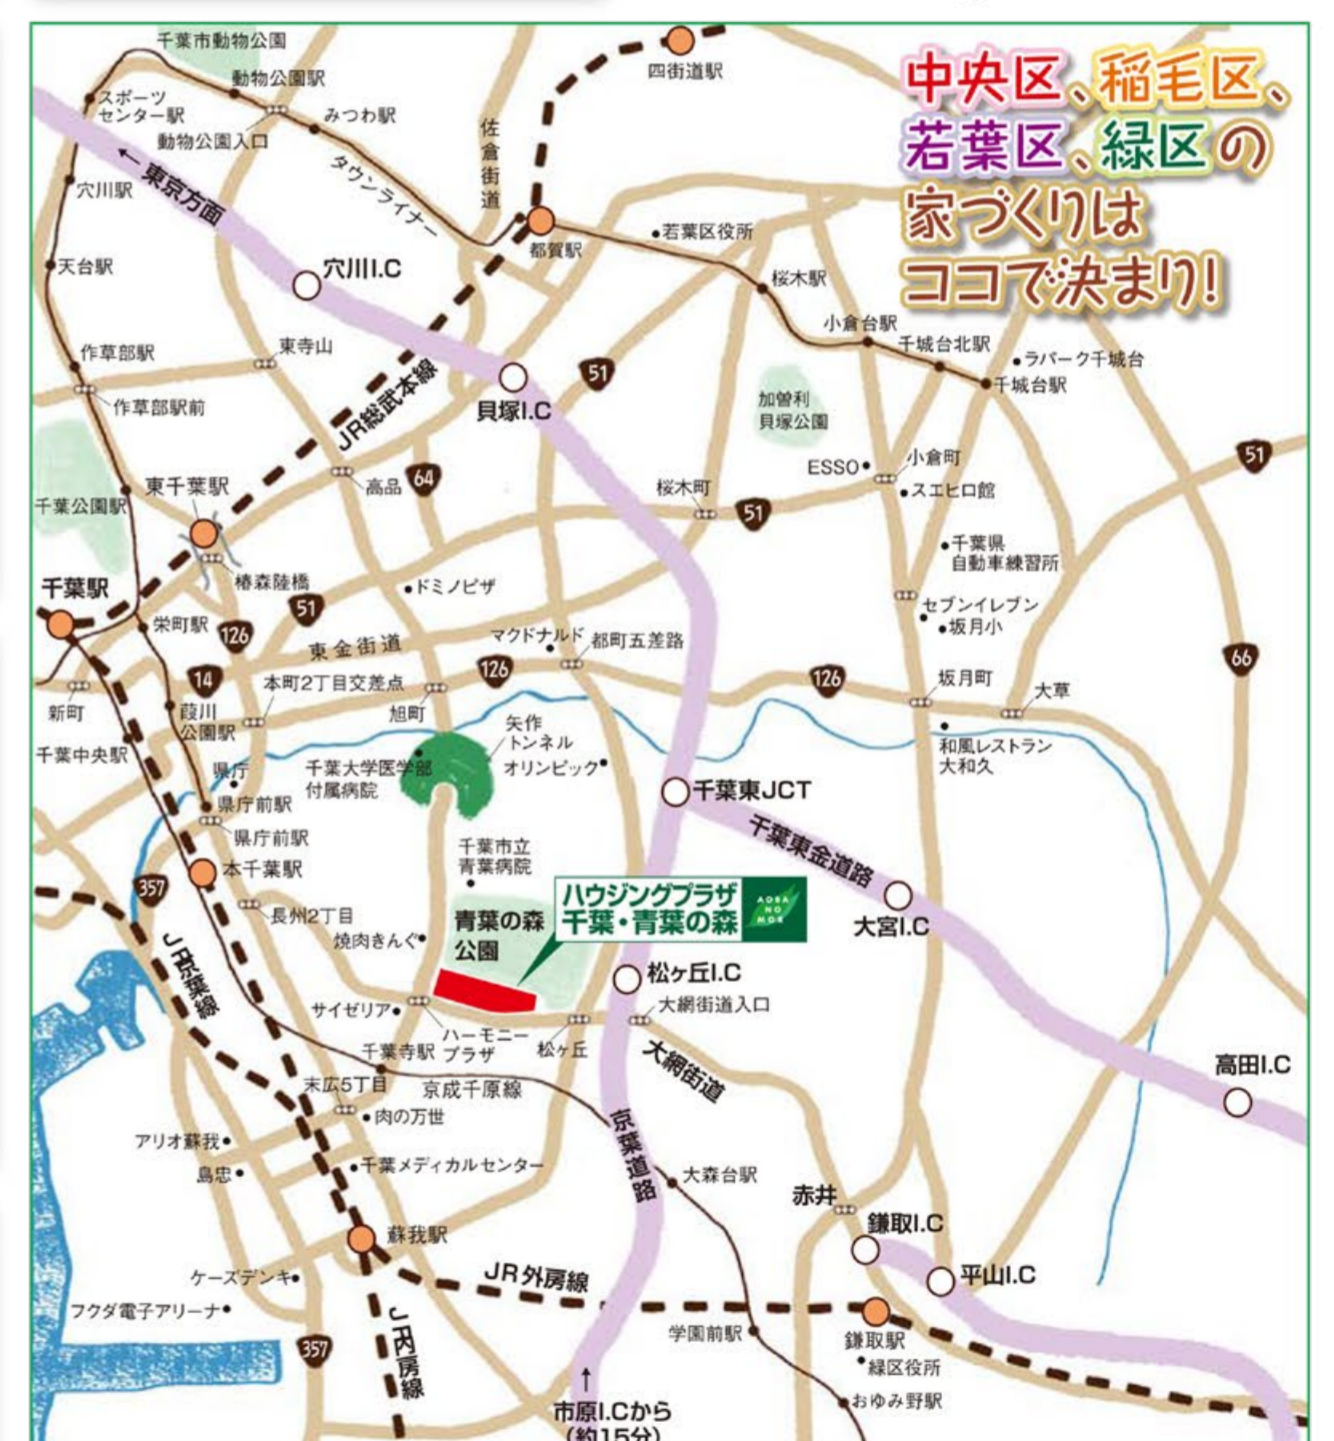 中央区、稲毛区、
若葉区、緑区の
家づくりは
ココで決まり!
千葉市動物公園
動物公園駅
スポーツ
センター駅
動物公園入口
みつわ駅
四街道駅
佐倉街道
タウンライナー
←東京方面
穴川駅
都賀駅
若葉区役所
天台駅
穴川I.C
桜木駅
小倉台駅
千城台北駅
ラパーク千城台
千城台駅
作草部駅
東寺山
作草部駅前
JR総武本線
貝塚I.C
51
加曽利
貝塚公園
51
ESSO
小倉町
スエヒロ館
高品
64
桜木町
51
東千葉駅
千葉公園駅
千葉県
自動車練習所
椿森陸橋
ドミノピザ
千葉駅
51
セブンイレブン
坂月小
栄町駅
126
東金街道
マクドナルド
都町五差路
66
14
本町2丁目交差点
126
126
坂月町
大草
新町
葭川
公園駅
旭町
矢作
トンネル
和風レストラン
大和久
千葉中央駅
県庁
千葉大学医学部
付属病院
オリンピック
千葉東JCT
県庁前駅
県庁前駅
千葉東金道路
本千葉駅
千葉市立
青葉病院
357
ハウジングプラザ
千葉・青葉の森
AOBA
NO
MORI
大宮I.C
長州2丁目
焼肉きんぐ
青葉の森
公園
JR京葉線
松ヶ丘I.C
サイゼリア
大網街道入口
ハーモニー
プラザ
松ヶ丘
大網街道
千葉寺駅
高田I.C
末広5丁目
京成千原線
肉の万世
京葉道路
アリオ蘇我
島忠
千葉メディカルセンター
大森台駅
赤井
鎌取I.C
蘇我駅
平山I.C
ケーズデンキ
JR外房線
フクダ電子アリーナ
JR内房線
357
学園前駅
鎌取駅
緑区役所
おゆみ野駅
↑
市原I.Cから
(約15分)